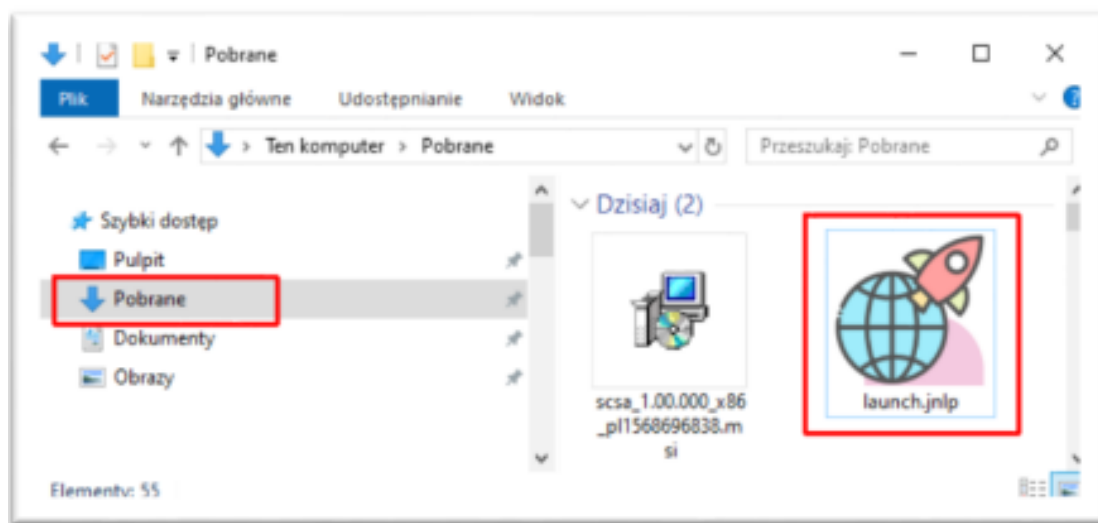 Pobrane
Plik Narzędzia główne Udostępnianie Widok
Ten komputer > Pobrane
Przeszukaj: Pobrane
Szybki dostęp
Pulpit
Pobrane
Dokumenty
Obrazy
Dzisiaj (2)
scsa_1.00.000_x86
_pl1568696838.m
si
launch.jnlp
Elementy: 55